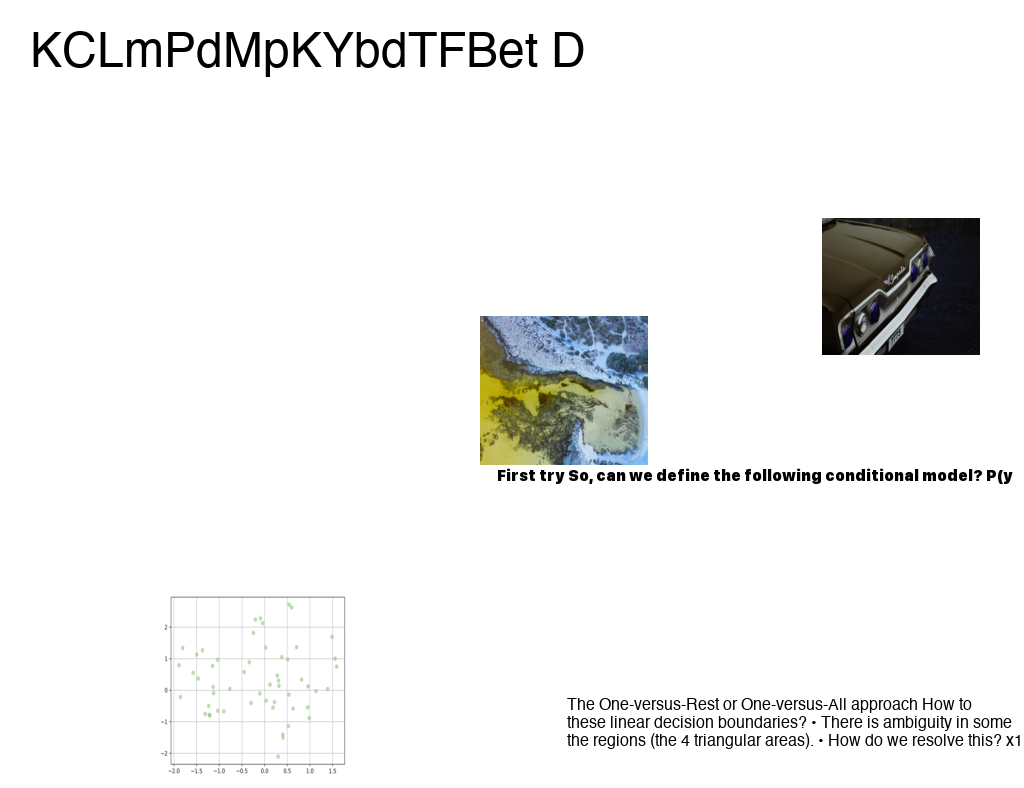 KCLmPdMpKYbdTFBet D
Impala
First try So, can we define the following conditional model? P(y
2
1
0
−1
−2
−2.0 −1.5 −1.0 −0.5 0.0 0.5 1.0 1.5
The One-versus-Rest or One-versus-All approach How to
these linear decision boundaries? • There is ambiguity in some
the regions (the 4 triangular areas). • How do we resolve this? x1